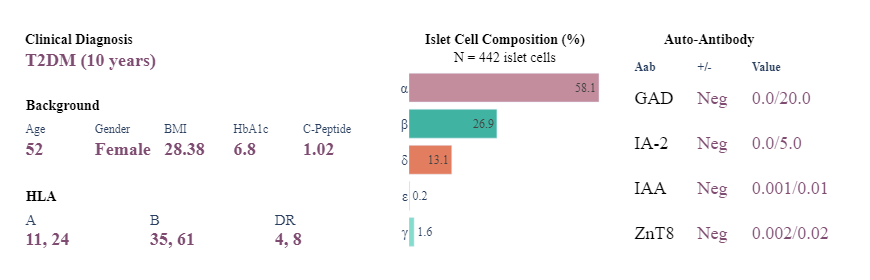 Clinical Diagnosis
T2DM (10 years)
Background
Age Gender BMI HbA1c C-Peptide
52 Female 28.38 6.8 1.02
HLA
A B DR
11, 24 35, 61 4, 8
Islet Cell Composition (%)
N = 442 islet cells
α 58.1
β 26.9
δ 13.1
ε 0.2
γ 1.6
Auto-Antibody
Aab +/- Value
GAD Neg 0.0/20.0
IA-2 Neg 0.0/5.0
IAA Neg 0.001/0.01
ZnT8 Neg 0.002/0.02